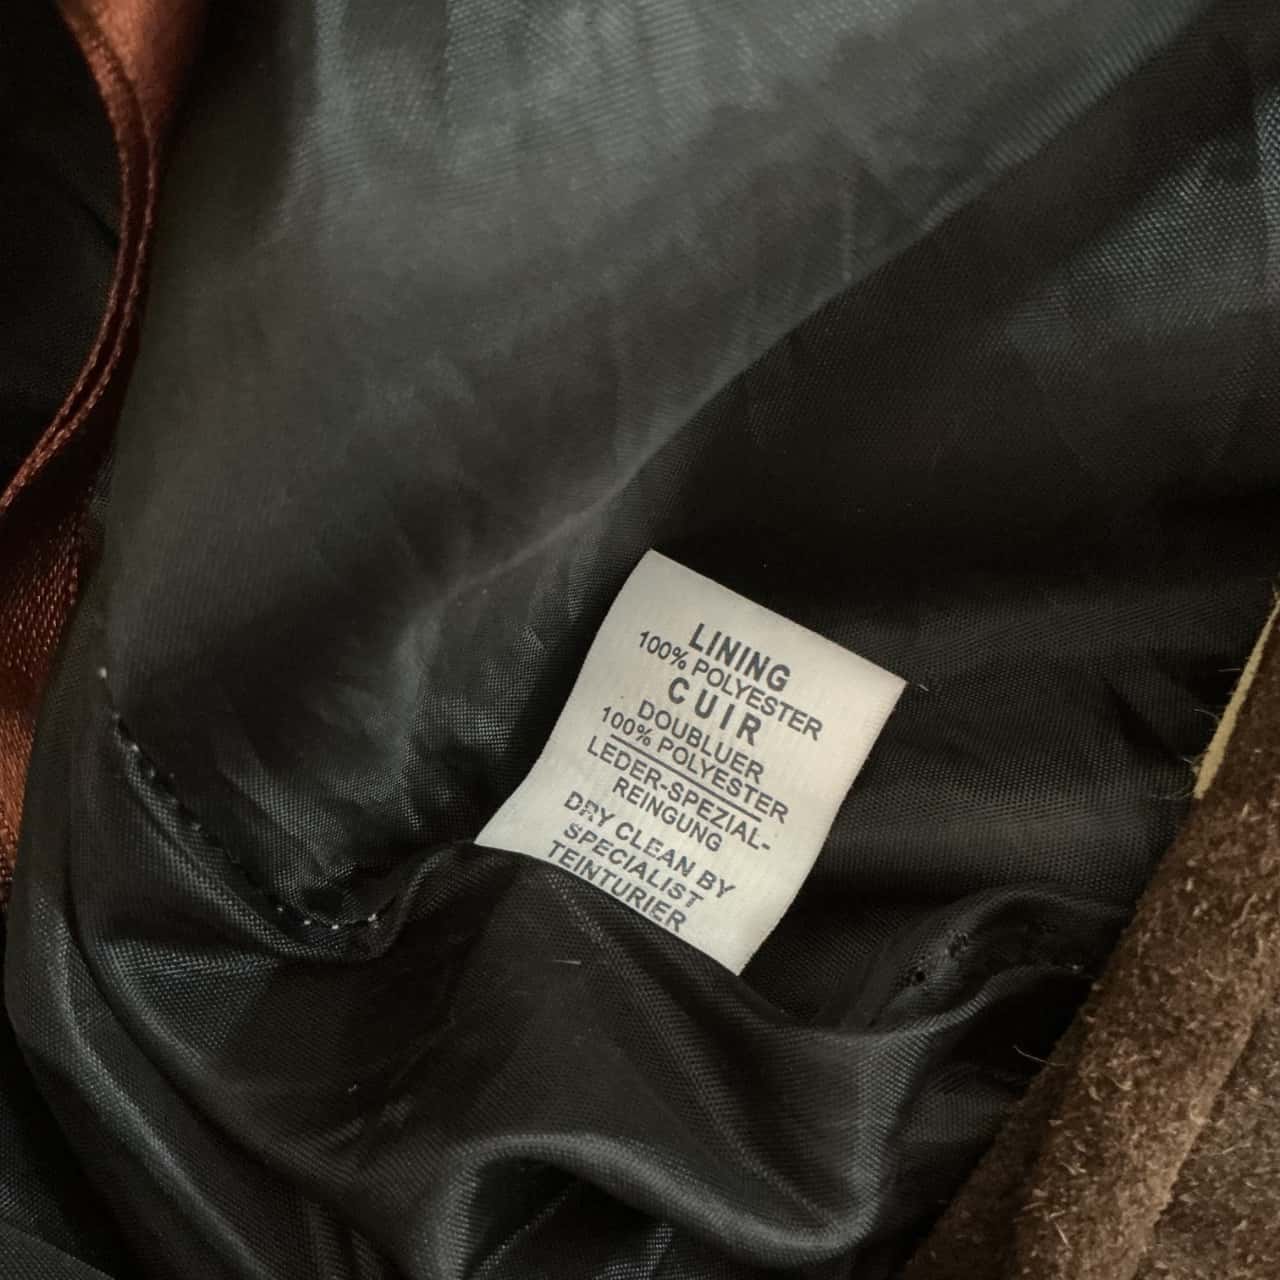 LINING
100% POLYESTER
CUIR
DOUBLUER
100% POLYESTER
LEDER-SPEZIAL-
REINGUNG
DRY CLEAN BY
SPECIALIST
TEINTURIER